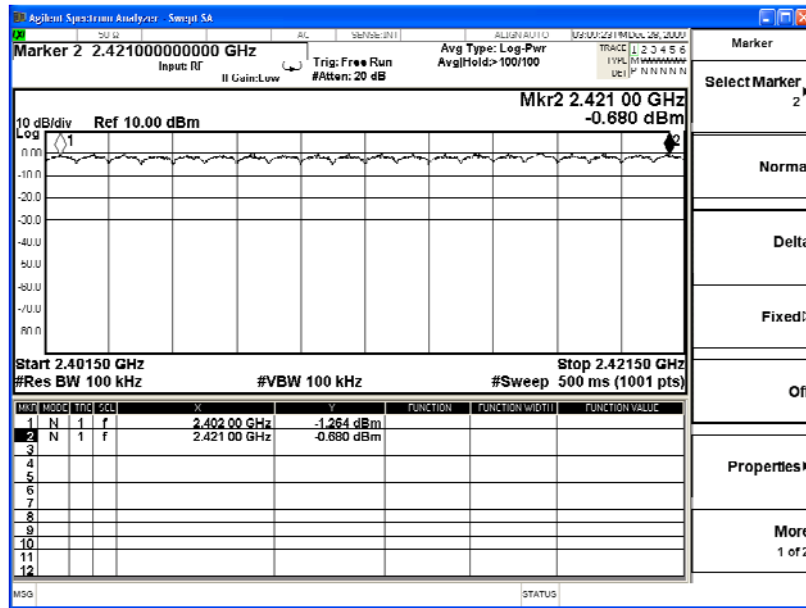 Agilent Spectrum Analyzer - Swept SA
50 Ω AC SENSE:INT ALIGN AUTO
Marker 2 2.421000000000 GHz
Input: RF
Trig: Free Run
#Atten: 20 dB
Avg Type: Log-Pwr
Avg|Hold:>100/100
TRACE 1 2 3 4 5 6
TYPE M
DET P N N N N N
Mkr2 2.421 00 GHz
-0.680 dBm
10 dB/div Ref 10.00 dBm
Log
1
2
0.00
-10.0
-20.0
-30.0
-40.0
-50.0
-60.0
-70.0
80.0
Start 2.40150 GHz Stop 2.42150 GHz
#Res BW 100 kHz #VBW 100 kHz #Sweep 500 ms (1001 pts)
MKR MODE TRC SCL X Y FUNCTION FUNCTION WIDTH FUNCTION VALUE
1 N 1 f 2.402 00 GHz -1.264 dBm
2 N 1 f 2.421 00 GHz -0.680 dBm
3
4
5
6
7
8
9
10
11
12
MSG STATUS
Marker
Select Marker
2
Norma
Delta
Fixed
Of
Properties
More
1 of 2